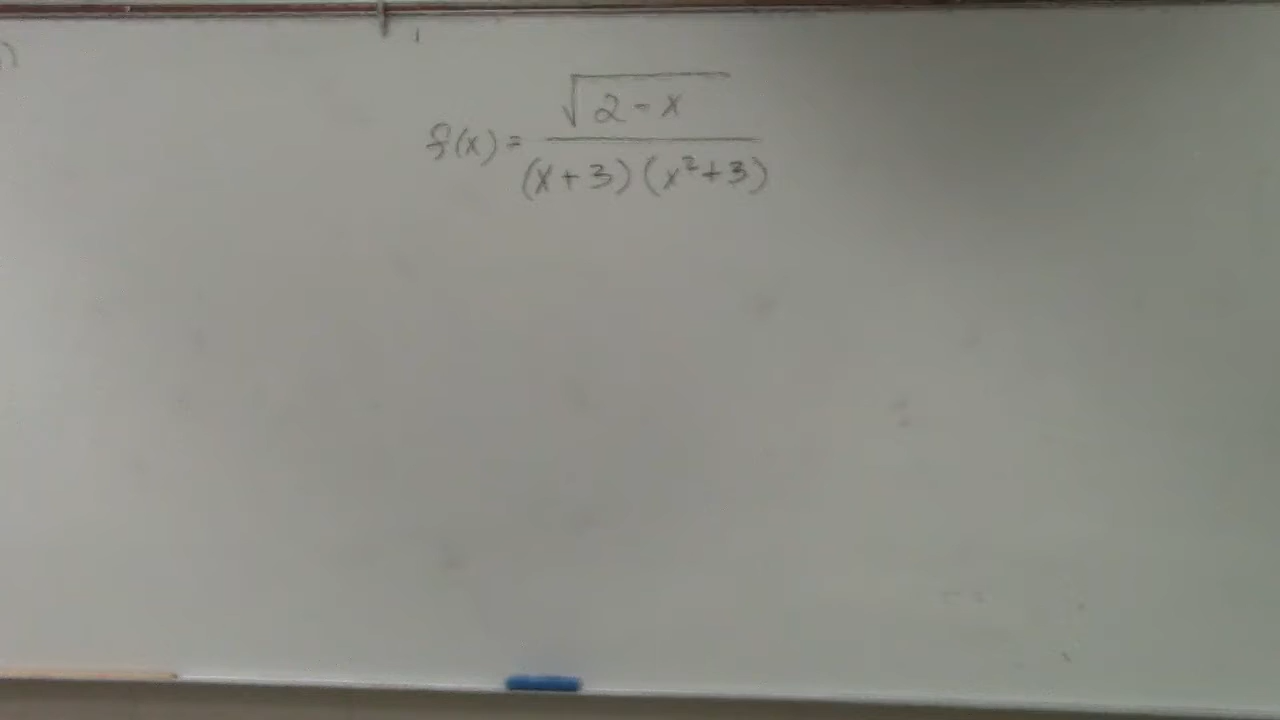 f(x) = √(2 - x) / (x + 3)(x² + 3)